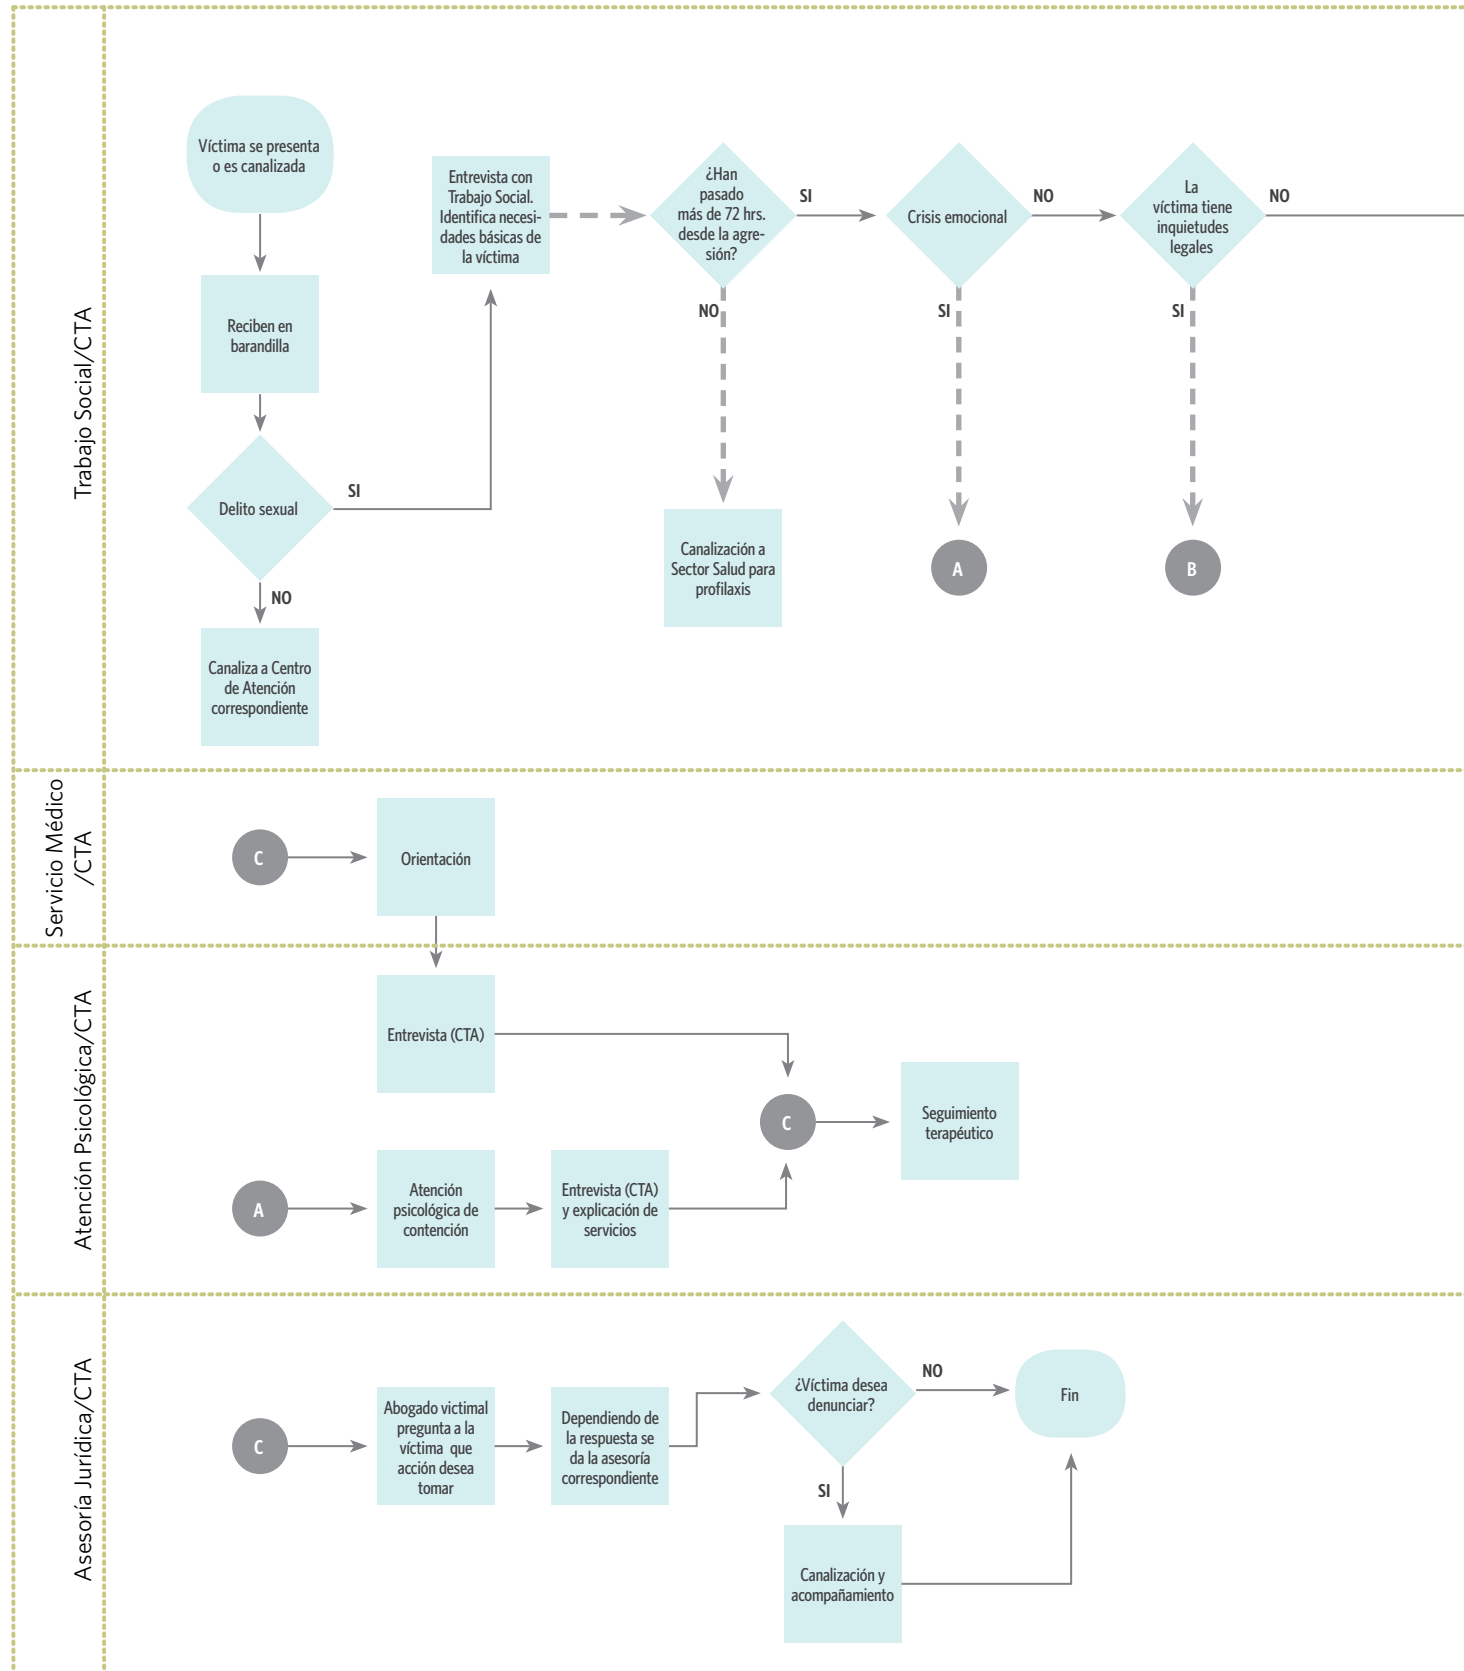 Trabajo Social/CTA
Víctima se presenta
o es canalizada
Reciben en
barandilla
Delito sexual
SI
NO
Canaliza a Centro
de Atención
correspondiente
Entrevista con
Trabajo Social.
Identifica necesi-
dades básicas de
la víctima
¿Han
pasado
más de 72 hrs.
desde la agre-
sión?
SI
NO
Canalización a
Sector Salud para
profilaxis
Crisis emocional
NO
SI
A
La
víctima tiene
inquietudes
legales
NO
SI
B
Servicio Médico
/CTA
C
Orientación
Atención Psicológica/CTA
Entrevista (CTA)
C
Seguimiento
terapéutico
A
Atención
psicológica de
contención
Entrevista (CTA)
y explicación de
servicios
Asesoría Jurídica/CTA
C
Abogado victimal
pregunta a la
víctima que
acción desea
tomar
Dependiendo de
la respuesta se
da la asesoría
correspondiente
¿Víctima desea
denunciar?
NO
Fin
SI
Canalización y
acompañamiento